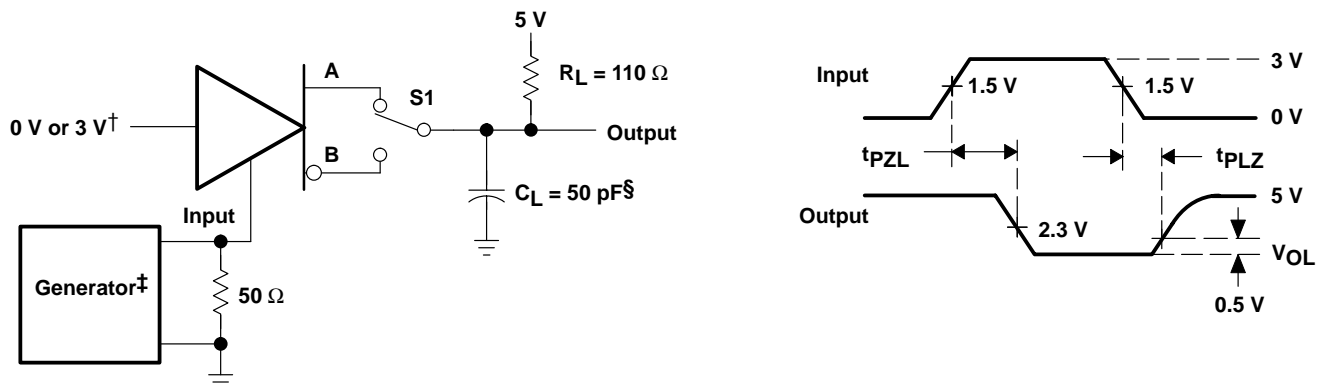 5 V
RL = 110 Ω
A
S1
0 V or 3 V†
Output
B
CL = 50 pF§
Input
Generator‡
50 Ω
3 V
Input
1.5 V
1.5 V
0 V
tPZL
tPLZ
5 V
Output
2.3 V
VOL
0.5 V